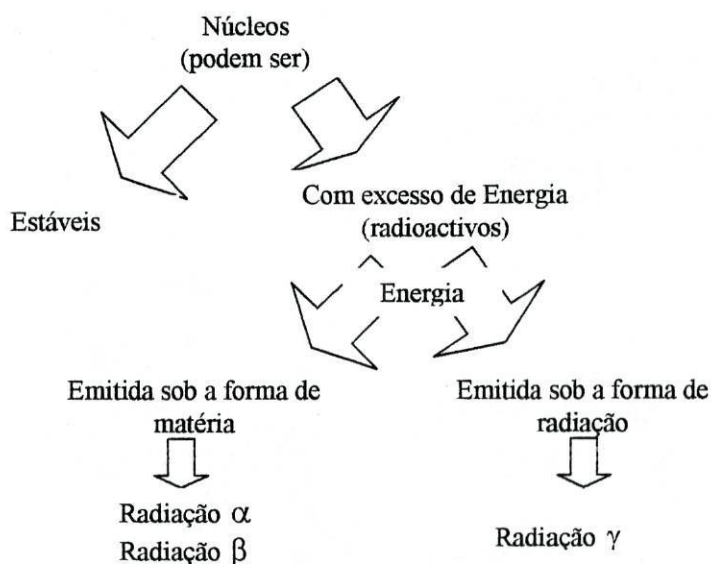 Núcleos
(podem ser)
Estáveis
Com excesso de Energia
(radioactivos)
Energia
Emitida sob a forma de
matéria
Emitida sob a forma de
radiação
Radiação α
Radiação β
Radiação γ